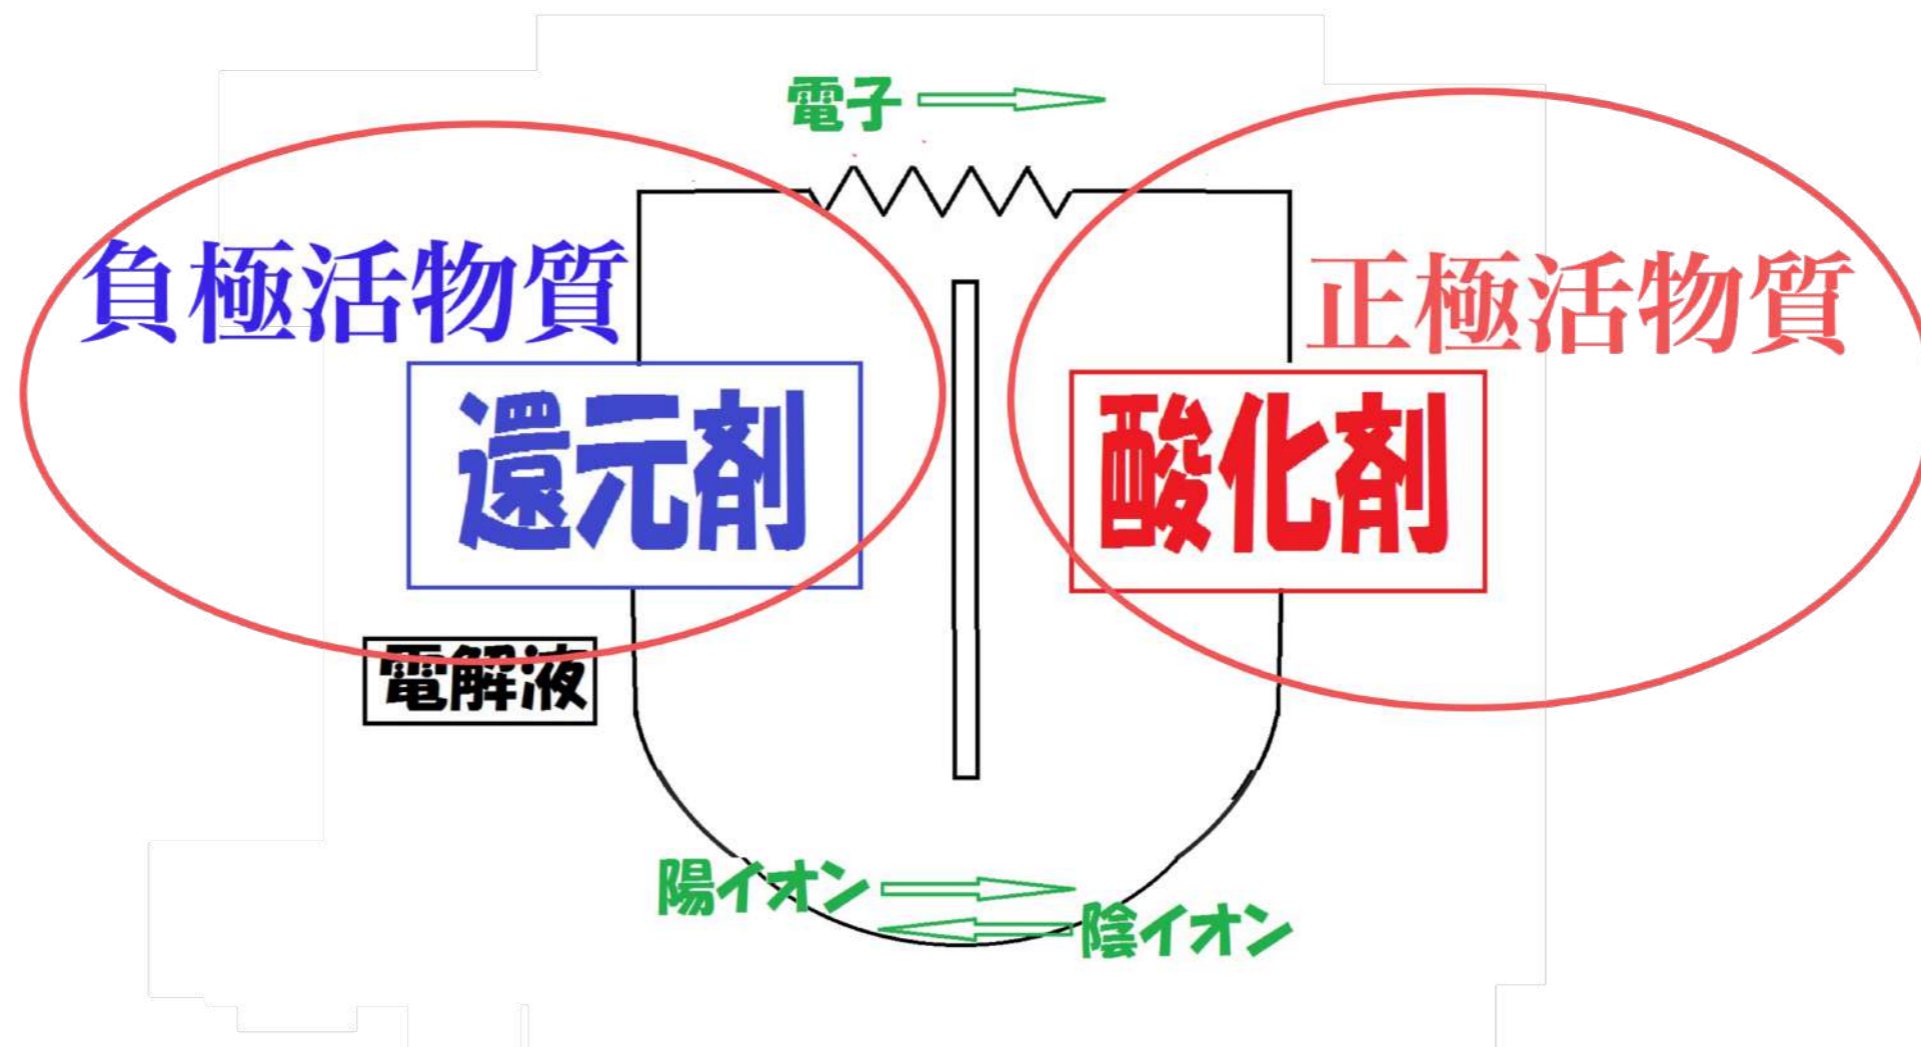 電子
負極活物質
正極活物質
還元剤
酸化剤
電解液
陽イオン
陰イオン